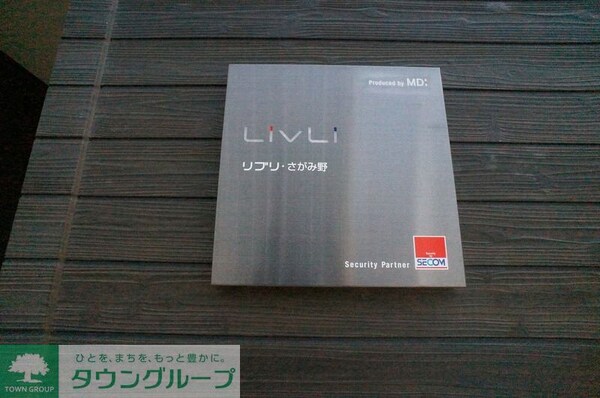 Produced by MD:
LivLi
リブリ・さがみ野
Security Partner
SECOM
ひとを、まちを、もっと豊かに。
タウングループ
TOWN GROUP